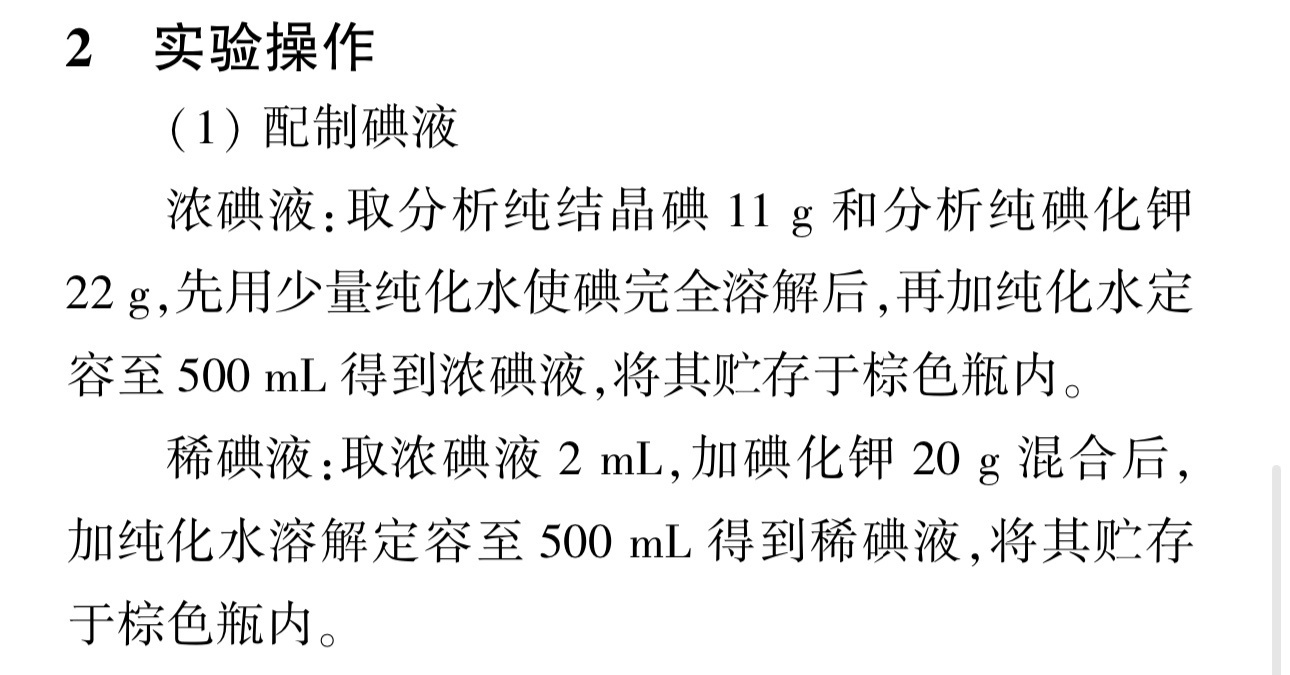 2 实验操作
(1) 配制碘液
浓碘液:取分析纯结晶碘 11 g 和分析纯碘化钾
22 g,先用少量纯化水使碘完全溶解后,再加纯化水定
容至 500 mL 得到浓碘液,将其贮存于棕色瓶内。
稀碘液:取浓碘液 2 mL,加碘化钾 20 g 混合后,
加纯化水溶解定容至 500 mL 得到稀碘液,将其贮存
于棕色瓶内。